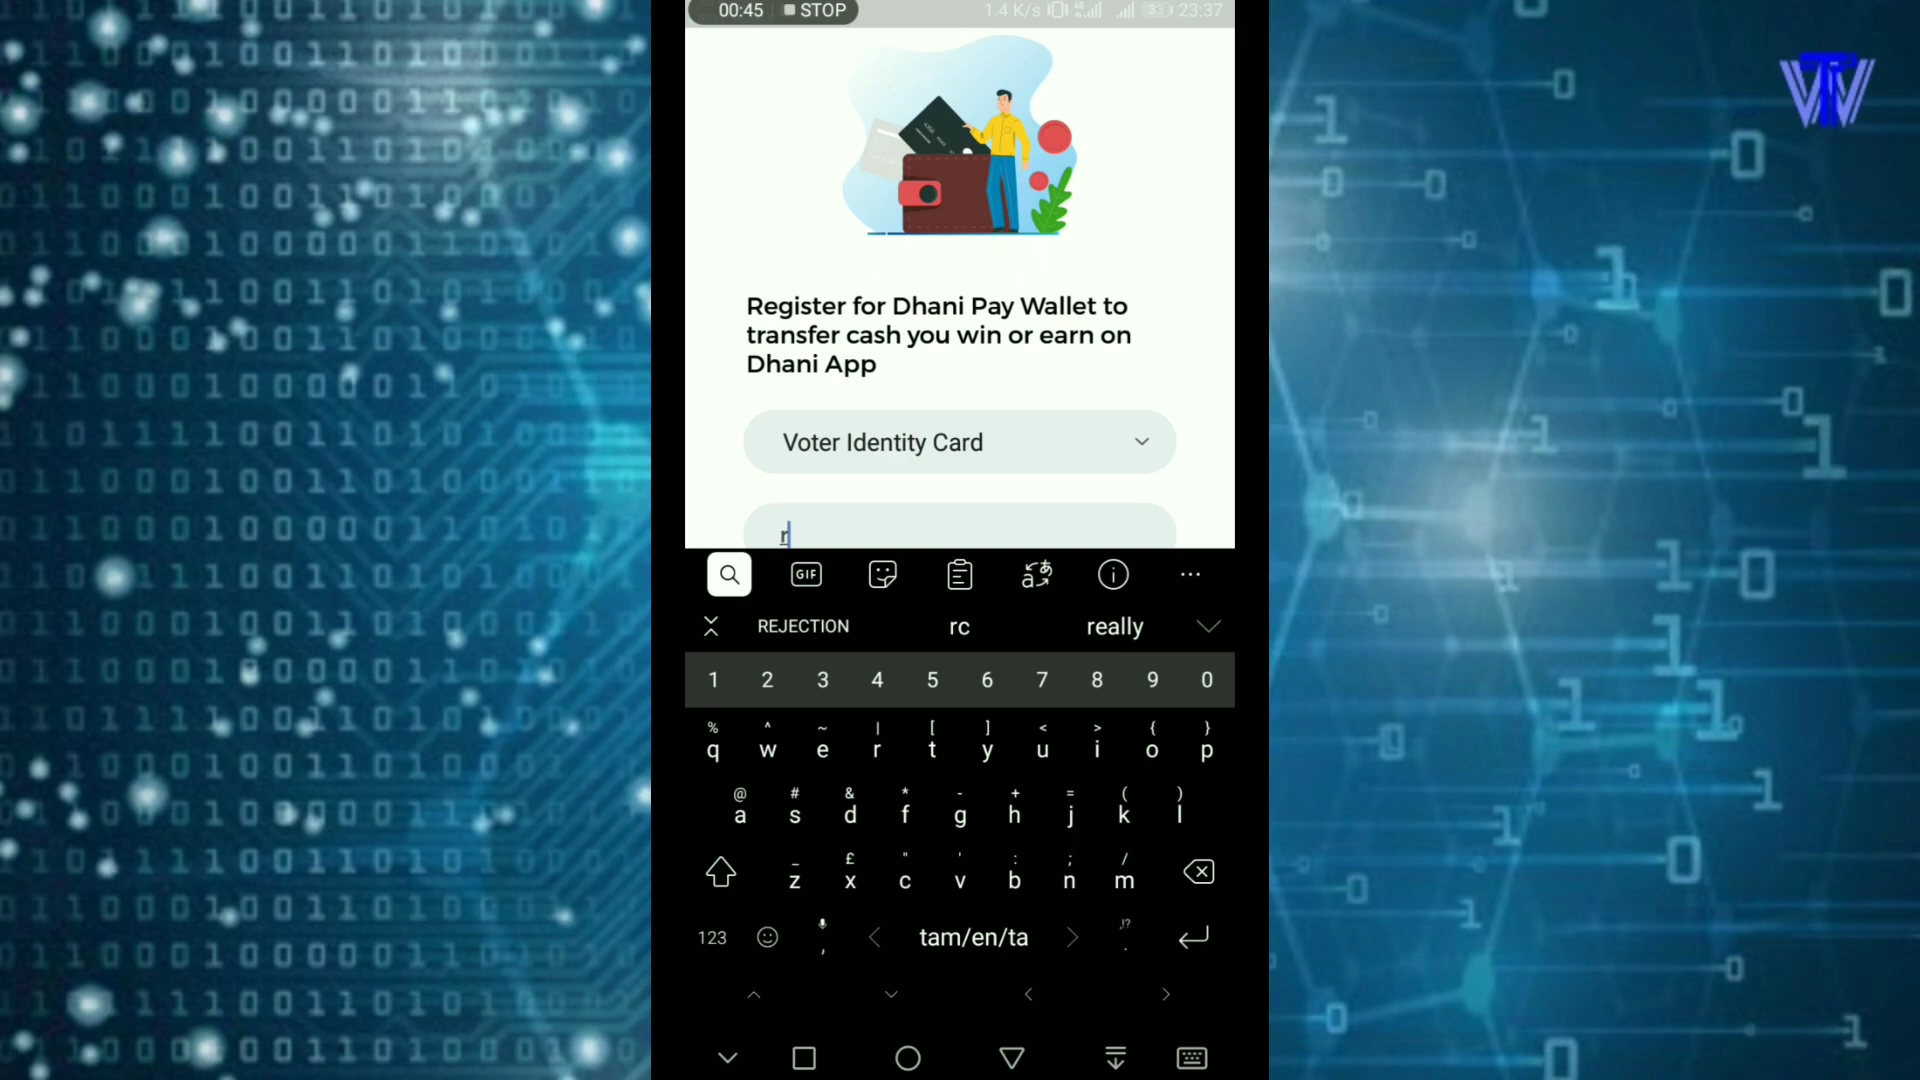 00:45 STOP 1.4 K/s 83 23:37
Register for Dhani Pay Wallet to
transfer cash you win or earn on
Dhani App
Voter Identity Card
r
GIF
REJECTION rc really
1 2 3 4 5 6 7 8 9 0
% ^ ~ | [ ] < > { }
q w e r t y u i o p
@ # & * - + = ( )
a s d f g h j k l
_ £ " ' : ; /
z x c v b n m
123 , tam/en/ta ,!? .